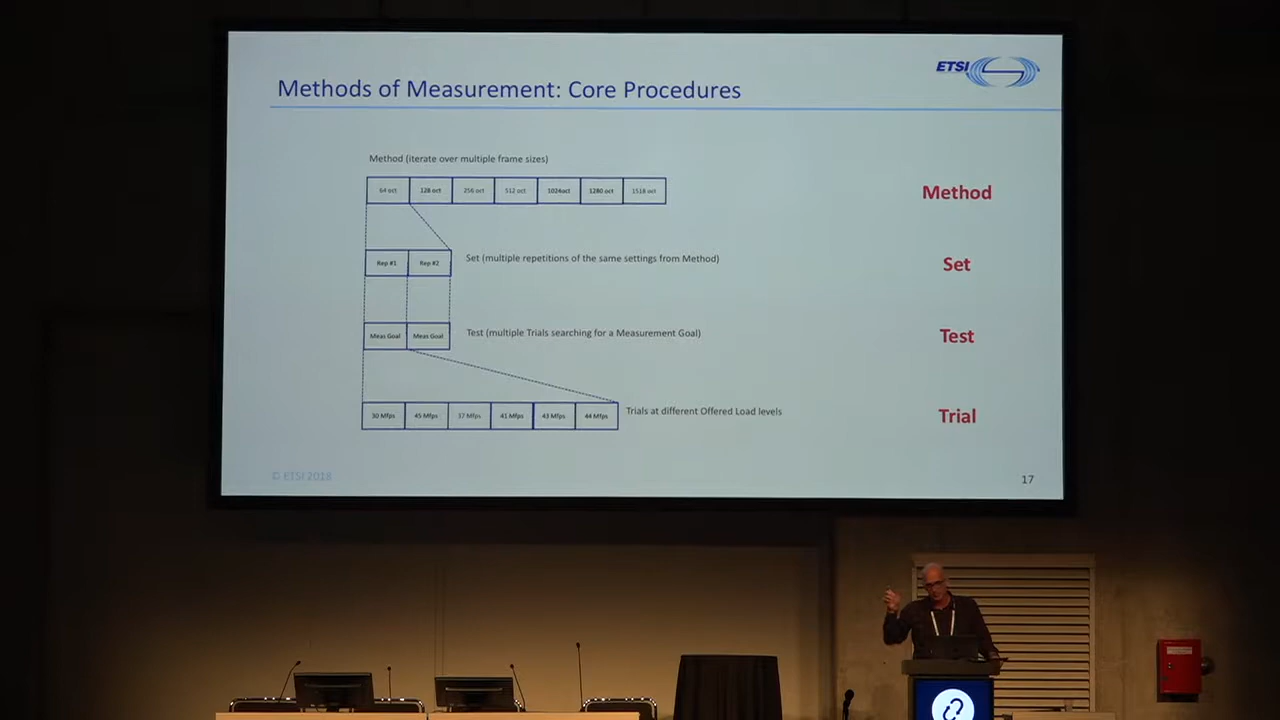 ETSI
Methods of Measurement: Core Procedures
Method (iterate over multiple frame sizes)
64 oct 128 oct 256 oct 512 oct 1024oct 1280 oct 1518 oct
Method
Rep #1 Rep #2
Set (multiple repetitions of the same settings from Method)
Set
Meas Goal Meas Goal
Test (multiple Trials searching for a Measurement Goal)
Test
30 Mfps 45 Mfps 37 Mfps 41 Mfps 43 Mfps 44 Mfps
Trials at different Offered Load levels
Trial
© ETSI 2018
17